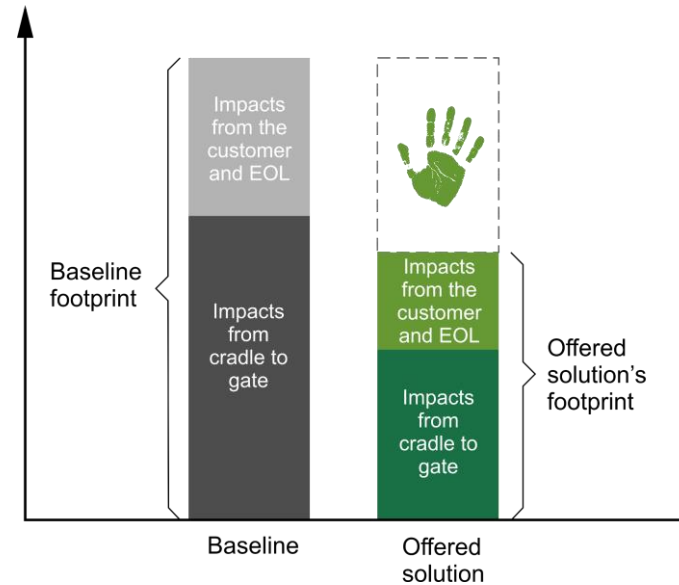 Impacts
from the
customer
and EOL
Impacts
from
cradle to
gate
Baseline
footprint
Impacts
from the
customer
and EOL
Impacts
from
cradle to
gate
Offered
solution's
footprint
Baseline
Offered
solution